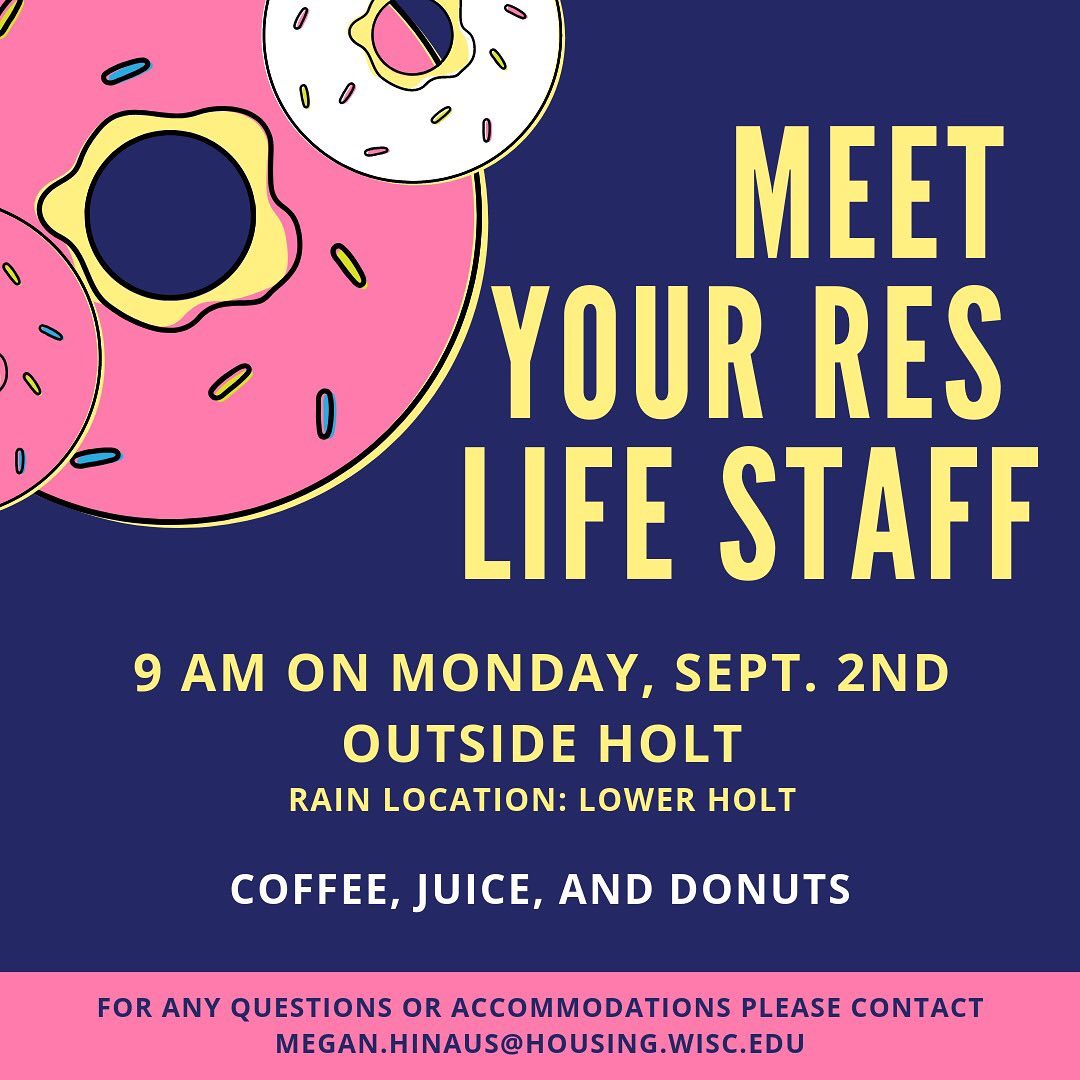 MEET
YOUR RES
LIFE STAFF
9 AM ON MONDAY, SEPT. 2ND
OUTSIDE HOLT
RAIN LOCATION: LOWER HOLT
COFFEE, JUICE, AND DONUTS
FOR ANY QUESTIONS OR ACCOMMODATIONS PLEASE CONTACT
MEGAN.HINAUS@HOUSING.WISC.EDU